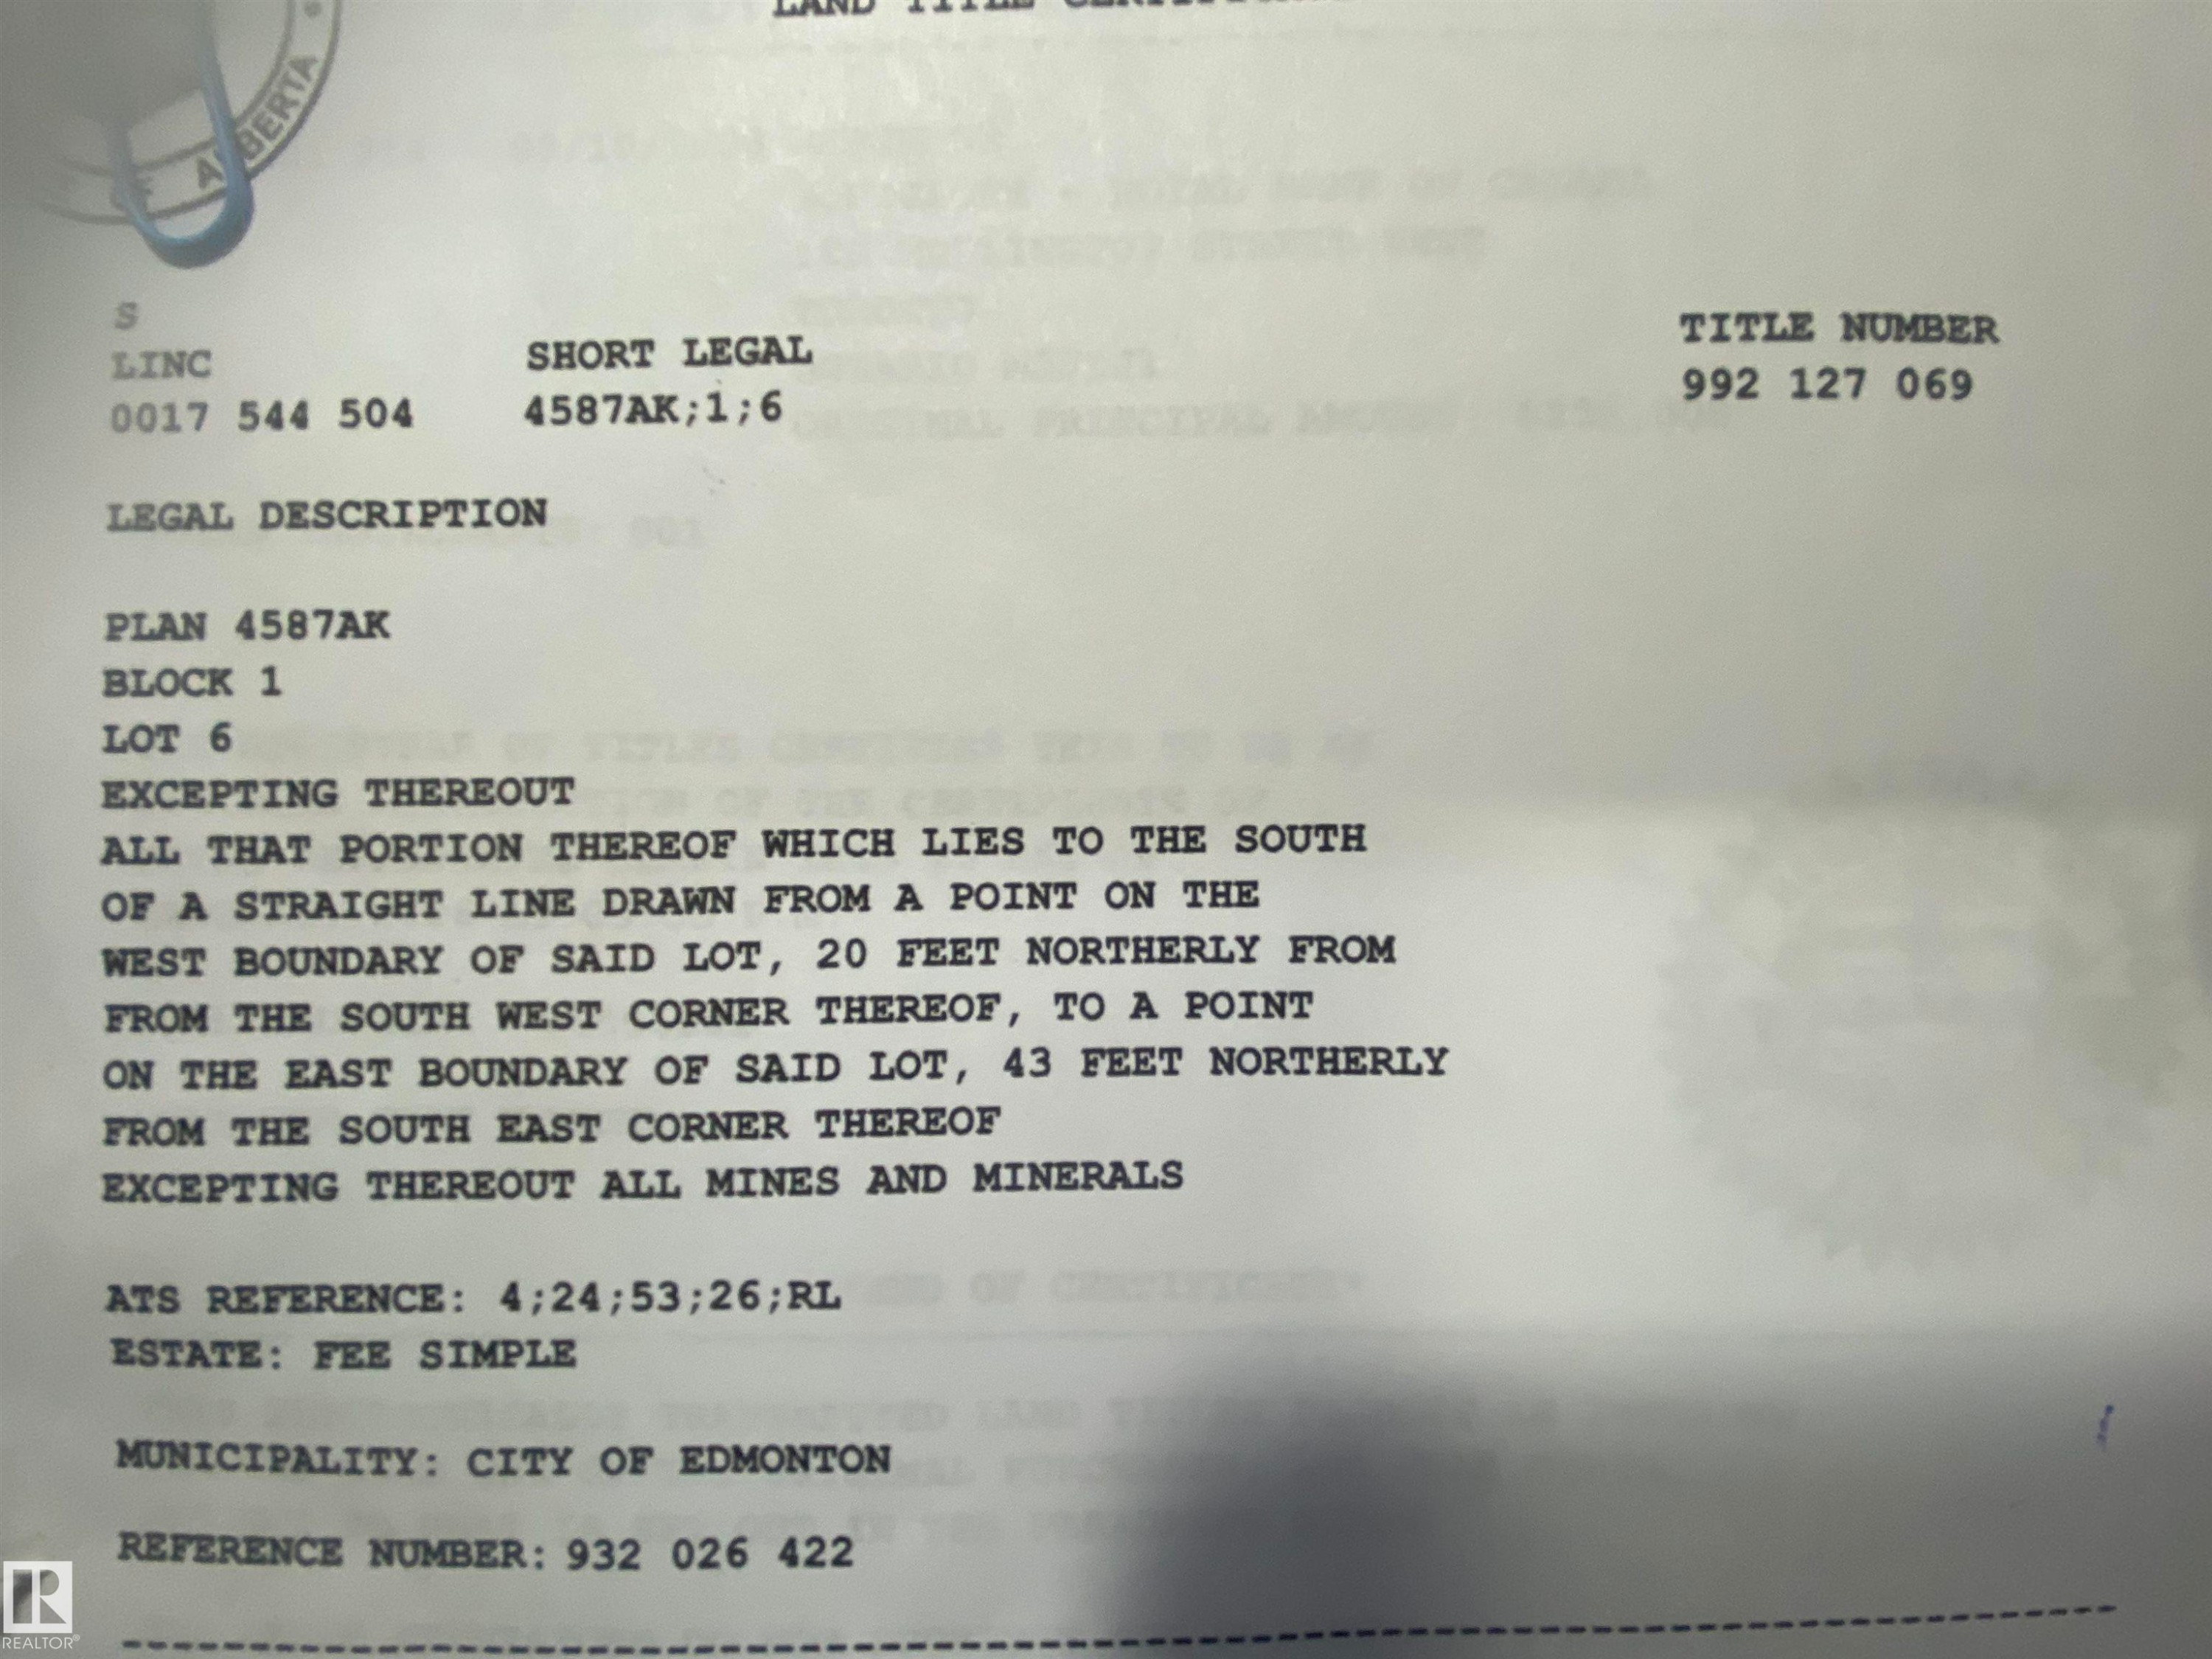 LAND TITLE
ALBERTA
S
LINC
SHORT LEGAL
TITLE NUMBER
0017 544 504
4587AK;1;6
992 127 069
LEGAL DESCRIPTION
PLAN 4587AK
BLOCK 1
LOT 6
EXCEPTING THEREOUT
ALL THAT PORTION THEREOF WHICH LIES TO THE SOUTH
OF A STRAIGHT LINE DRAWN FROM A POINT ON THE
WEST BOUNDARY OF SAID LOT, 20 FEET NORTHERLY FROM
FROM THE SOUTH WEST CORNER THEREOF, TO A POINT
ON THE EAST BOUNDARY OF SAID LOT, 43 FEET NORTHERLY
FROM THE SOUTH EAST CORNER THEREOF
EXCEPTING THEREOUT ALL MINES AND MINERALS
ATS REFERENCE: 4;24;53;26;RL
ESTATE: FEE SIMPLE
MUNICIPALITY: CITY OF EDMONTON
REFERENCE NUMBER: 932 026 422
REALTOR®